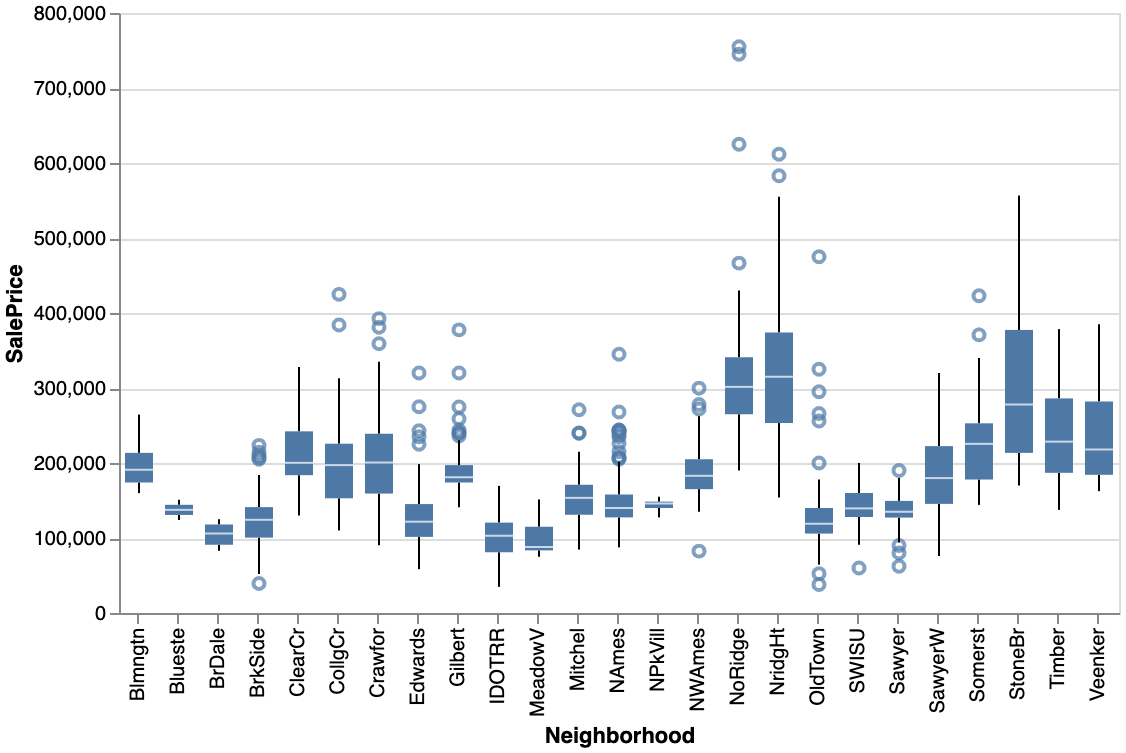 800,000
700,000
600,000
500,000
400,000
300,000
200,000
100,000
0
SalePrice
Blmngtn
Blueste
BrDale
BrkSide
ClearCr
CollgCr
Crawfor
Edwards
Gilbert
IDOTRR
MeadowV
Mitchel
NAmes
NPkVill
NWAmes
NoRidge
NridgHt
OldTown
SWISU
Sawyer
SawyerW
Somerst
StoneBr
Timber
Veenker
Neighborhood